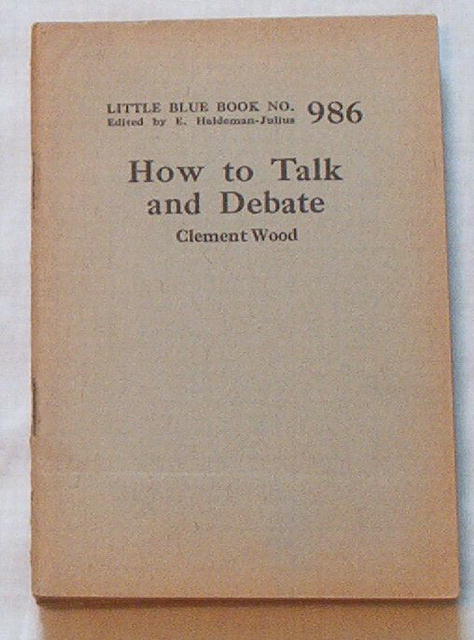 LITTLE BLUE BOOK NO. 986
Edited by E. Haldeman-Julius
How to Talk
and Debate
Clement Wood